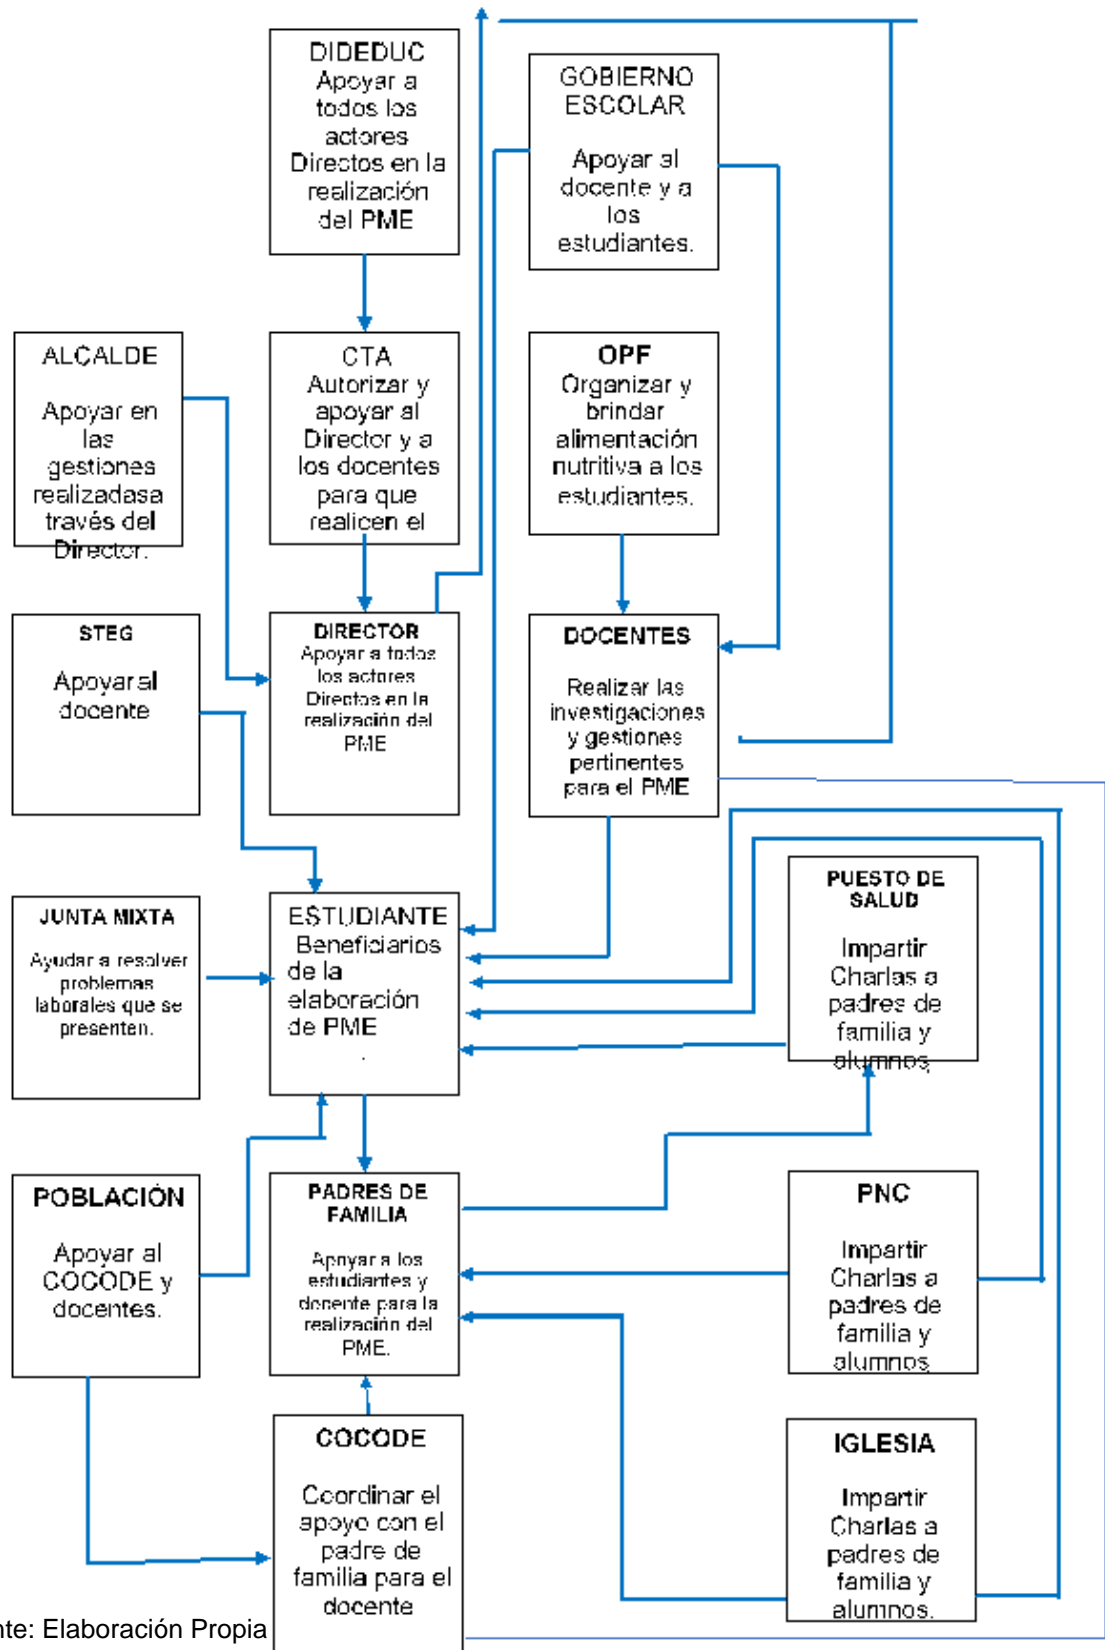 DIDEDUC
Apoyar a
todos los
actores
Directos en la
realización
del PME
GOBIERNO
ESCOLAR
Apoyar al
docente y a
los
estudiantes.
ALCALDE
Apoyar en
las
gestiones
realizadasa
través del
Director.
CTA
Autorizar y
apoyar al
Director y a
los docentes
para que
realicen el
OPF
Organizar y
brindar
alimentación
nutritiva a los
estudiantes.
STEG
Apoyar al
docente
DIRECTOR
Apoyar a todos
los actores
Directos en la
realización del
PME
DOCENTES
Realizar las
investigaciones
y gestiones
pertinentes
para el PME
JUNTA MIXTA
Ayudar a resolver
problemas
laborales que se
presenten.
ESTUDIANTE
Beneficiarios
de la
elaboración
de PME
.
PUESTO DE
SALUD
Impartir
Charlas a
padres de
familia y
alumnos
POBLACIÓN
Apoyar al
COCODE y
docentes.
PADRES DE
FAMILIA
Apoyar a los
estudiantes y
docente para la
realización del
PME.
PNC
Impartir
Charlas a
padres de
familia y
alumnos
COCODE
Coordinar el
apoyo con el
padre de
familia para el
docente
IGLESIA
Impartir
Charlas a
padres de
familia y
alumnos.
nte: Elaboración Propia